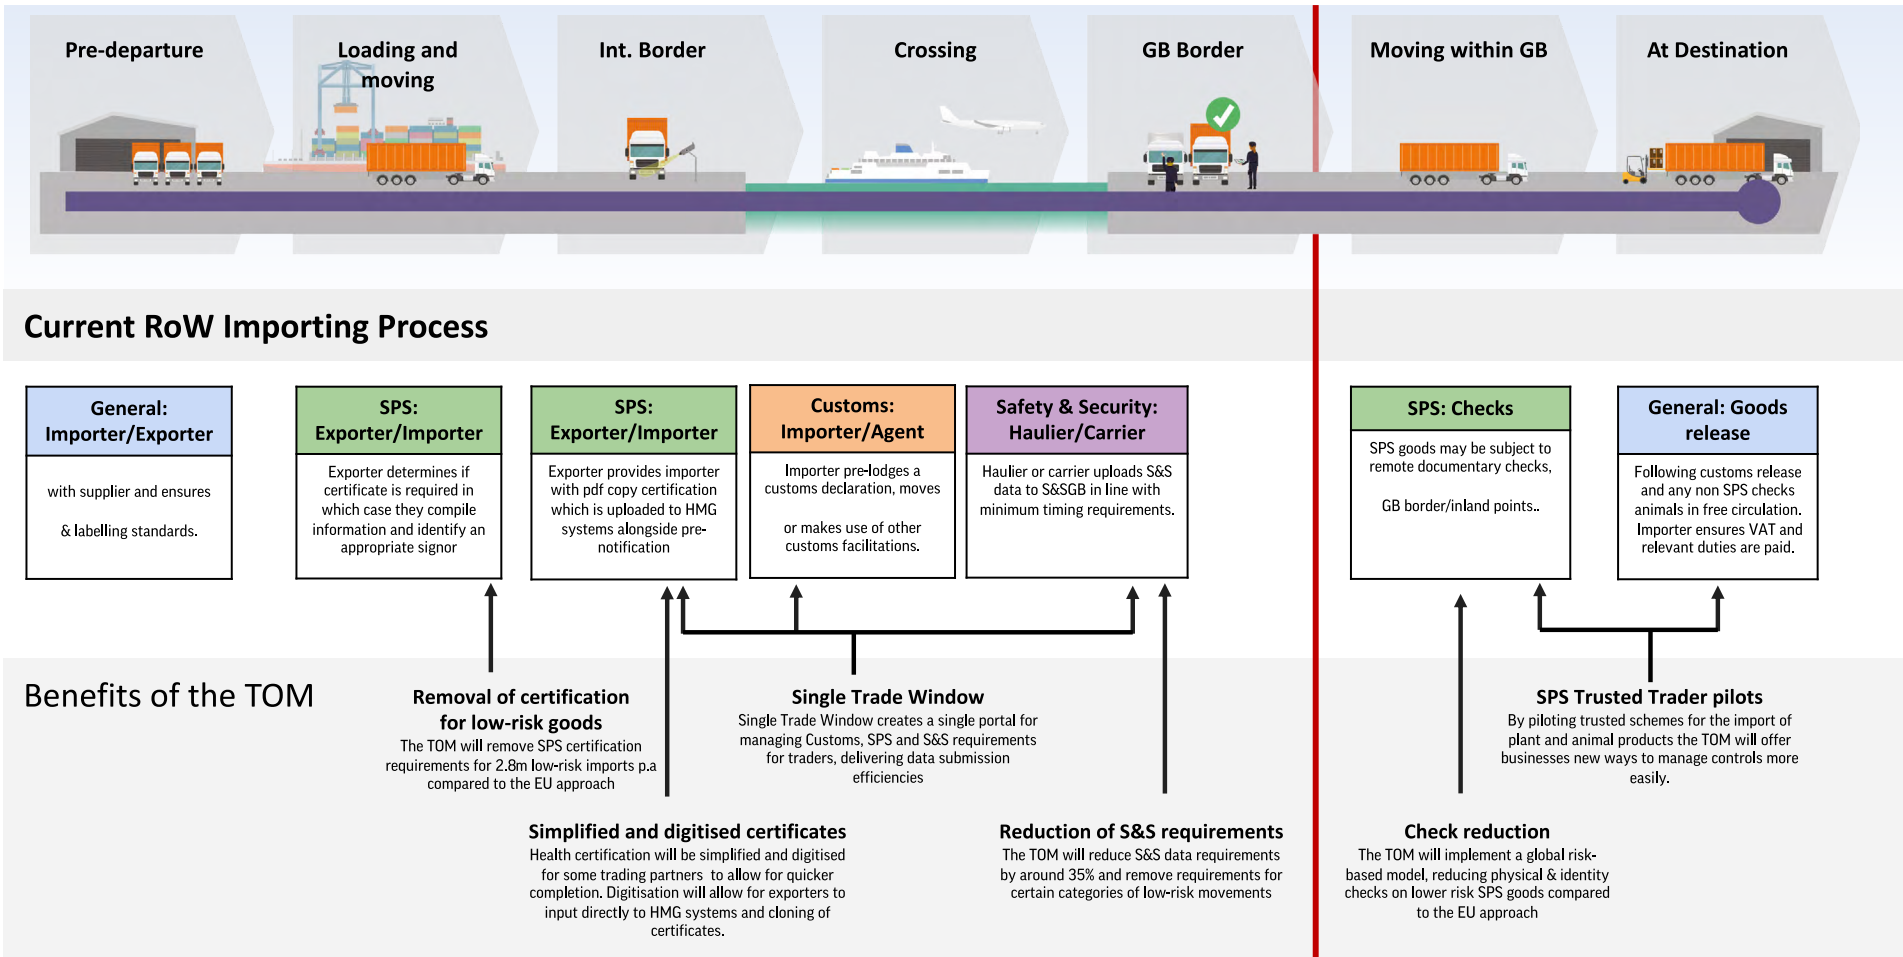 Pre-departure
Loading and
moving
Int. Border
Crossing
GB Border
Moving within GB
At Destination
Current RoW Importing Process
General:
Importer/Exporter
with supplier and ensures
& labelling standards.
SPS:
Exporter/Importer
Exporter determines if
certificate is required in
which case they compile
information and identify an
appropriate signor
SPS:
Exporter/Importer
Exporter provides importer
with pdf copy certification
which is uploaded to HMG
systems alongside pre-
notification
Customs:
Importer/Agent
Importer pre-lodges a
customs declaration, moves
or makes use of other
customs facilitations.
Safety & Security:
Haulier/Carrier
Haulier or carrier uploads S&S
data to S&SGB in line with
minimum timing requirements.
SPS: Checks
SPS goods may be subject to
remote documentary checks,
GB border/inland points..
General: Goods
release
Following customs release
and any non SPS checks
animals in free circulation.
Importer ensures VAT and
relevant duties are paid.
Benefits of the TOM
Removal of certification
for low-risk goods
The TOM will remove SPS certification
requirements for 2.8m low-risk imports p.a
compared to the EU approach
Simplified and digitised certificates
Health certification will be simplified and digitised
for some trading partners to allow for quicker
completion. Digitisation will allow for exporters to
input directly to HMG systems and cloning of
certificates.
Single Trade Window
Single Trade Window creates a single portal for
managing Customs, SPS and S&S requirements
for traders, delivering data submission
efficiencies
Reduction of S&S requirements
The TOM will reduce S&S data requirements
by around 35% and remove requirements for
certain categories of low-risk movements
Check reduction
The TOM will implement a global risk-
based model, reducing physical & identity
checks on lower risk SPS goods compared
to the EU approach
SPS Trusted Trader pilots
By piloting trusted schemes for the import of
plant and animal products the TOM will offer
businesses new ways to manage controls more
easily.